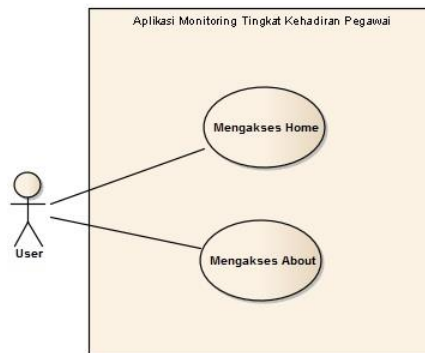 Aplikasi Monitoring Tingkat Kehadiran Pegawai
Mengakses Home
User
Mengakses About